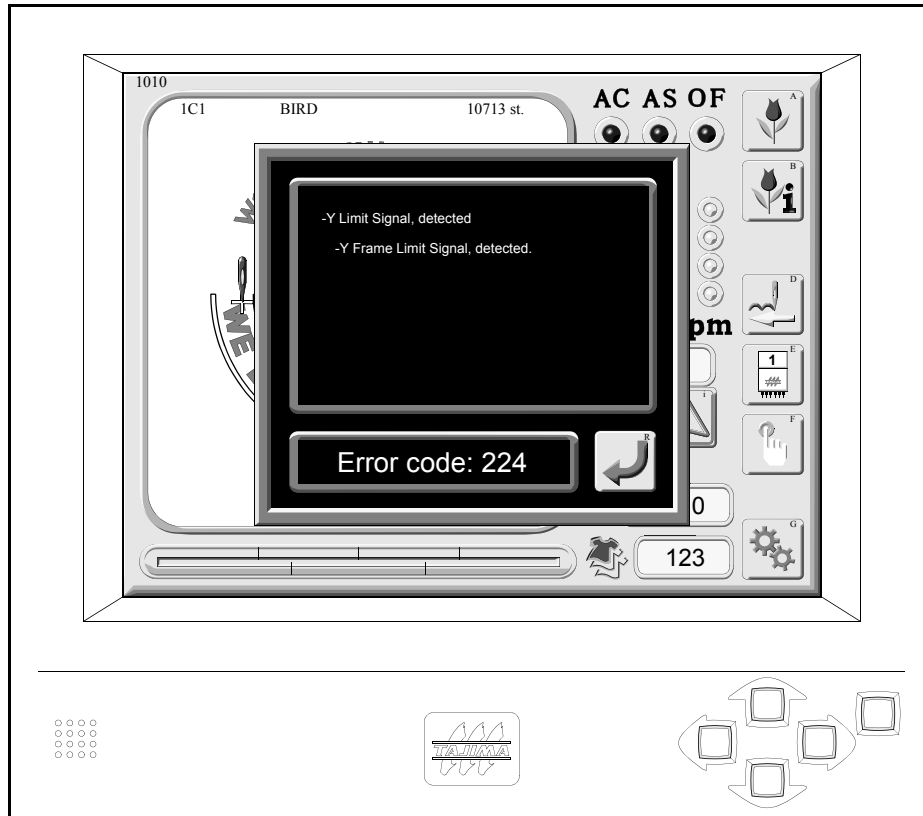 1010
1C1 BIRD 10713 st.
AC AS OF
A
B
i
-Y Limit Signal, detected
-Y Frame Limit Signal, detected.
D
WE
pm
E
1
i
F
R
Error code: 224
0
G
123
TAJIMA